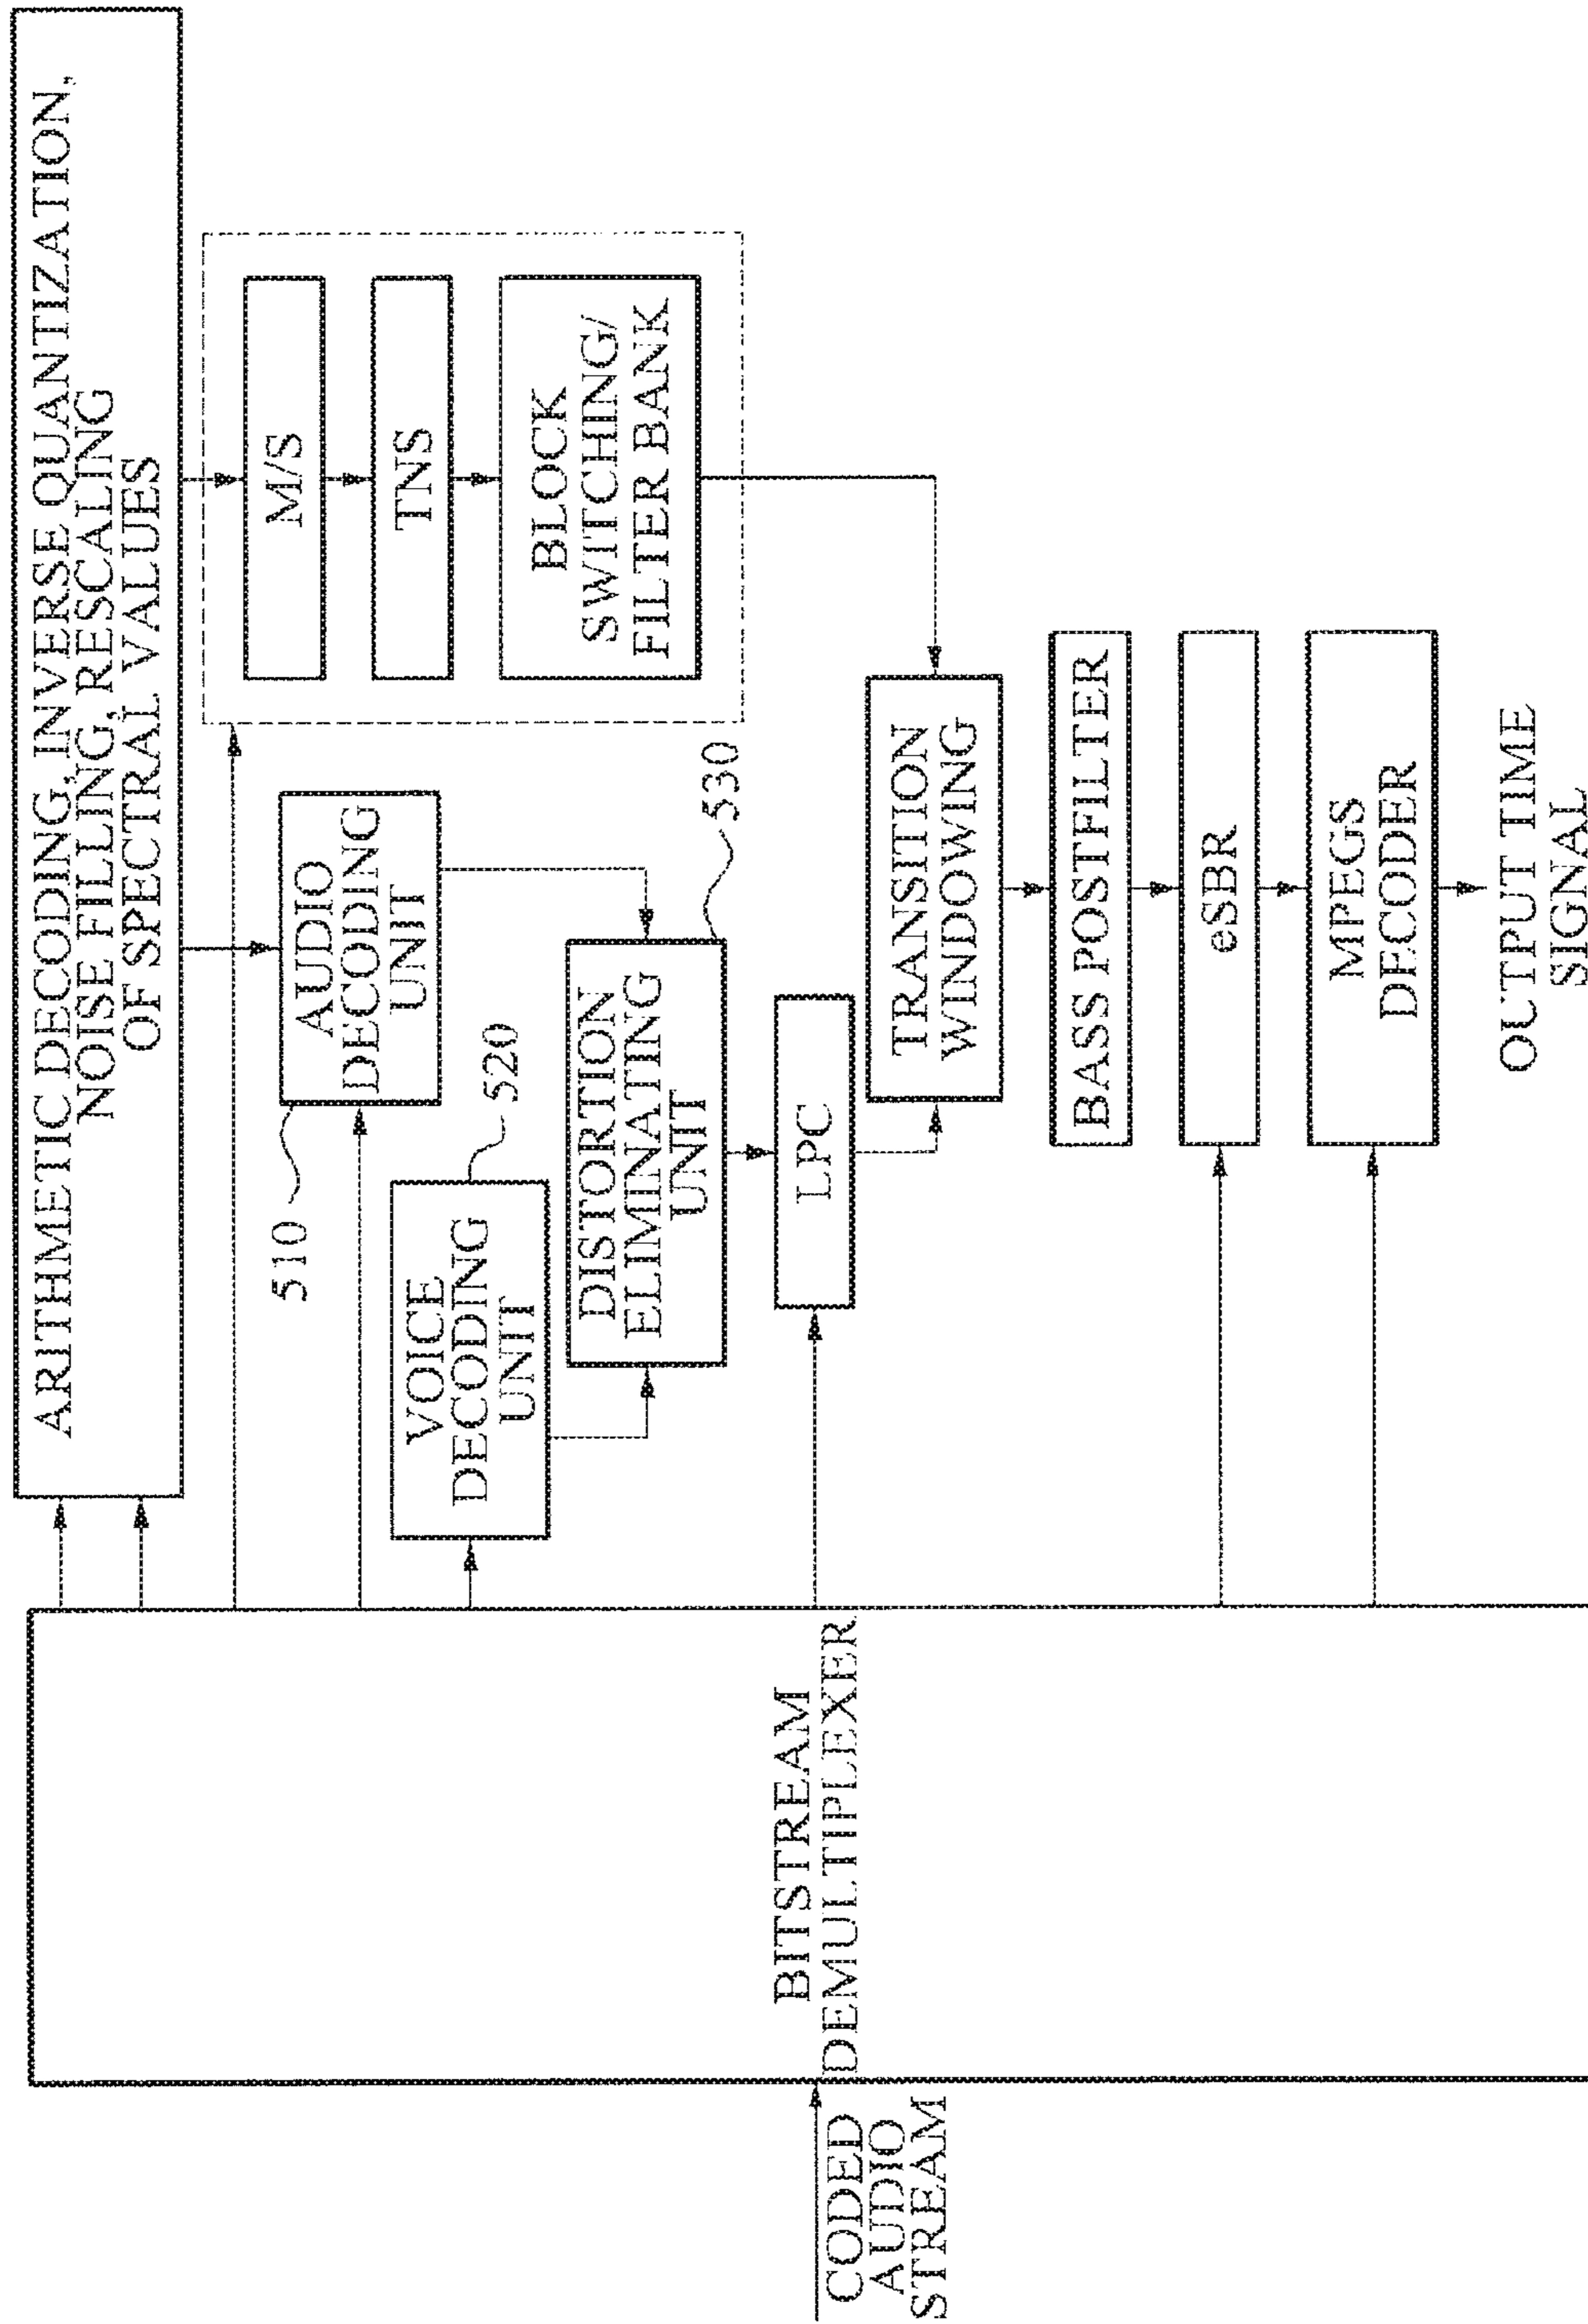 ARITHMETIC DECODING, INVERSE QUANTIZATION,
NOISE FILLING, RESCALING
OF SPECTRAL VALUES
M/S
TNS
BLOCK
SWITCHING/
FILTER BANK
510
AUDIO
DECODING
UNIT
VOICE
DECODING
UNIT
520
DISTORTION
ELIMINATING
UNIT
530
LPC
TRANSITION
WINDOWING
BASS POSTFILTER
eSBR
MPEGS
DECODER
OUTPUT TIME
SIGNAL
BITSTREAM
DEMULTIPLEXER
CODED
AUDIO
STREAM